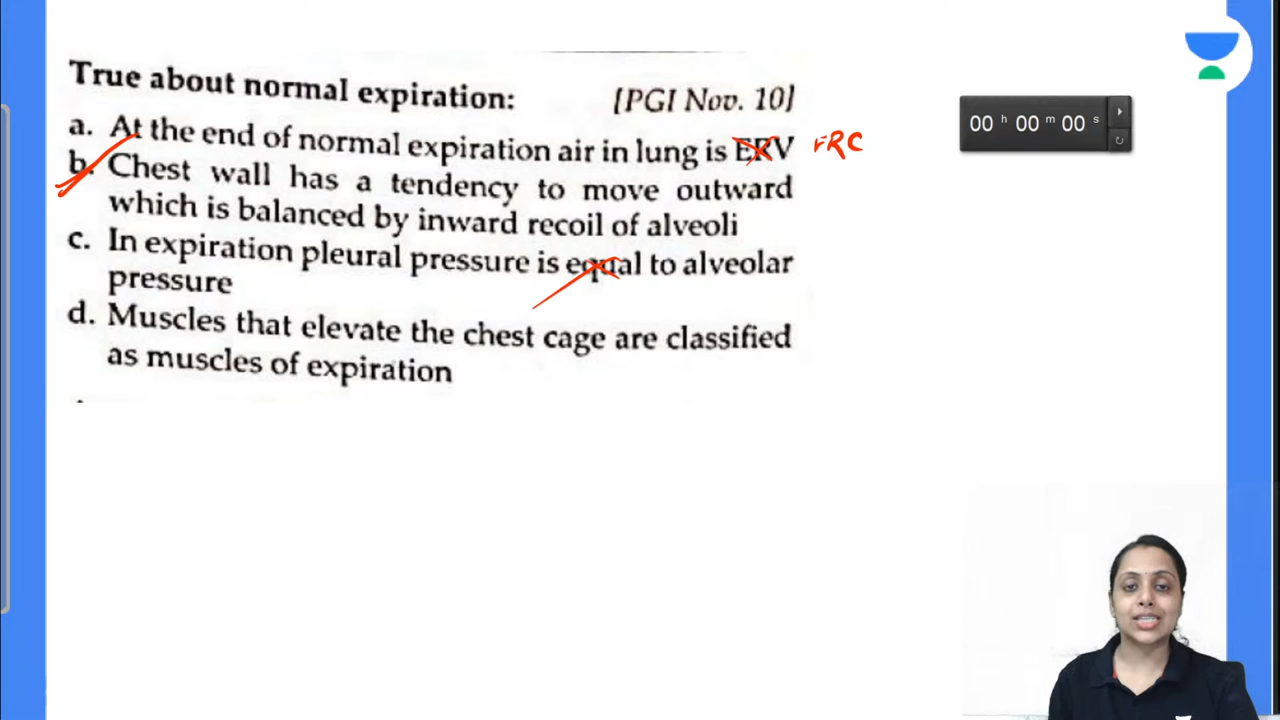 True about normal expiration: [PGI Nov. 10]
a. At the end of normal expiration air in lung is ERV FRC
b. Chest wall has a tendency to move outward
which is balanced by inward recoil of alveoli
c. In expiration pleural pressure is equal to alveolar
pressure
d. Muscles that elevate the chest cage are classified
as muscles of expiration
00 h 00 m 00 s